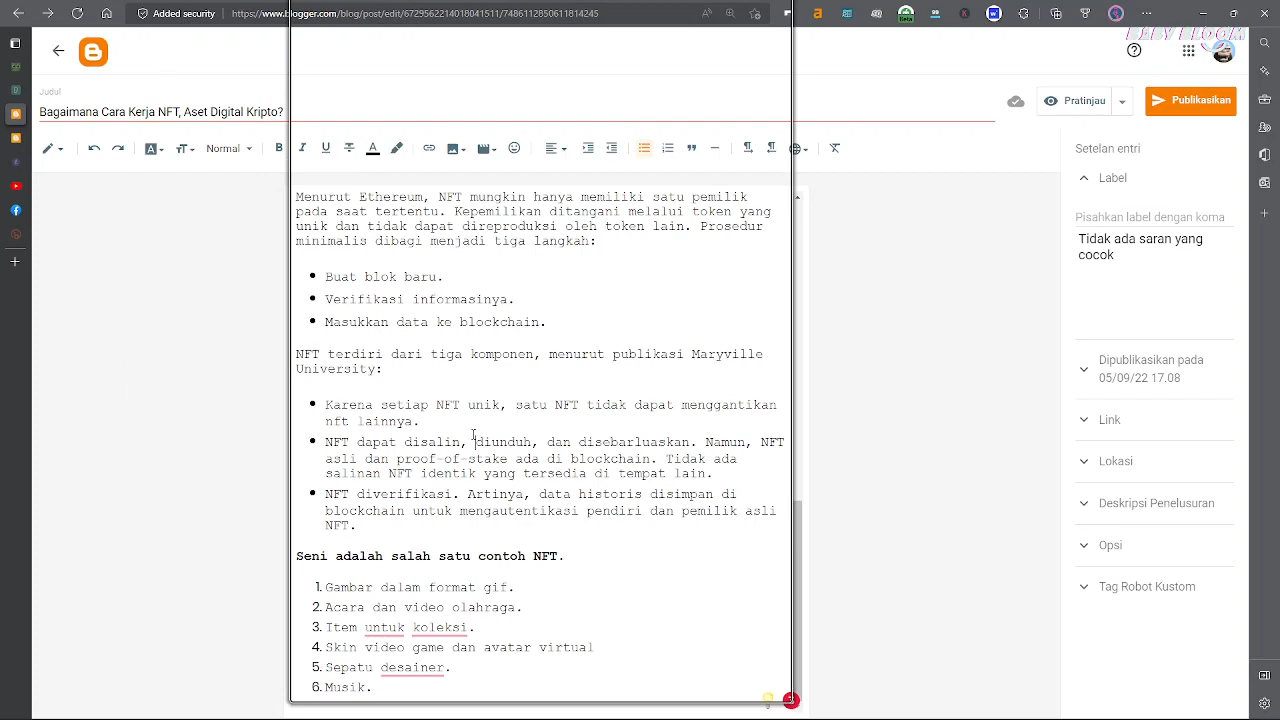 Added security
https://www.blogger.com/blog/post/edit/6729562214018041511/7486112850611814245
Beta
Judul
Bagaimana Cara Kerja NFT, Aset Digital Kripto?
Pratinjau
Publikasikan
Normal
Menurut Ethereum, NFT mungkin hanya memiliki satu pemilik
pada saat tertentu. Kepemilikan ditangani melalui token yang
unik dan tidak dapat direproduksi oleh token lain. Prosedur
minimalis dibagi menjadi tiga langkah:
Buat blok baru.
Verifikasi informasinya.
Masukkan data ke blockchain.
NFT terdiri dari tiga komponen, menurut publikasi Maryville
University:
Karena setiap NFT unik, satu NFT tidak dapat menggantikan
nft lainnya.
NFT dapat disalin, diunduh, dan disebarluaskan. Namun, NFT
asli dan proof-of-stake ada di blockchain. Tidak ada
salinan NFT identik yang tersedia di tempat lain.
NFT diverifikasi. Artinya, data historis disimpan di
blockchain untuk mengautentikasi pendiri dan pemilik asli
NFT.
Seni adalah salah satu contoh NFT.
1. Gambar dalam format gif.
2. Acara dan video olahraga.
3. Item untuk koleksi.
4. Skin video game dan avatar virtual
5. Sepatu desainer.
6. Musik.
Setelan entri
Label
Pisahkan label dengan koma
Tidak ada saran yang
cocok
Dipublikasikan pada
05/09/22 17.08
Link
Lokasi
Deskripsi Penelusuran
Opsi
Tag Robot Kustom